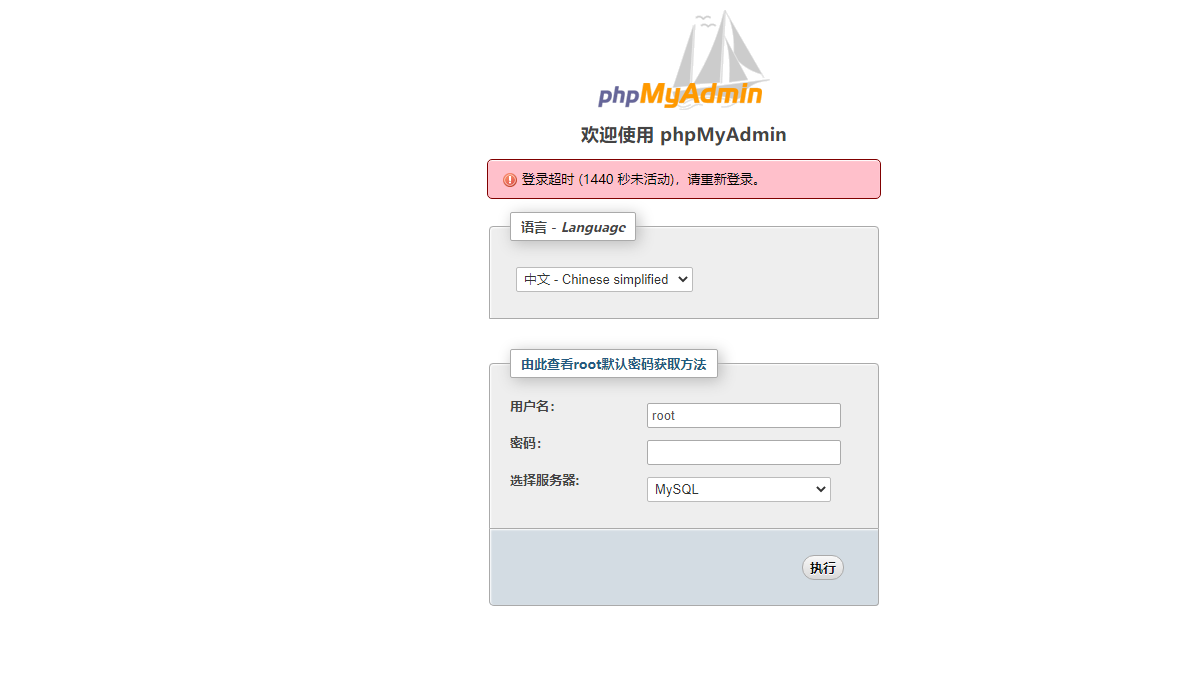 phpMyAdmin
欢迎使用 phpMyAdmin
登录超时 (1440 秒未活动)，请重新登录。
语言 - Language
中文 - Chinese simplified
由此查看root默认密码获取方法
用户名：
root
密码：
选择服务器:
MySQL
执行